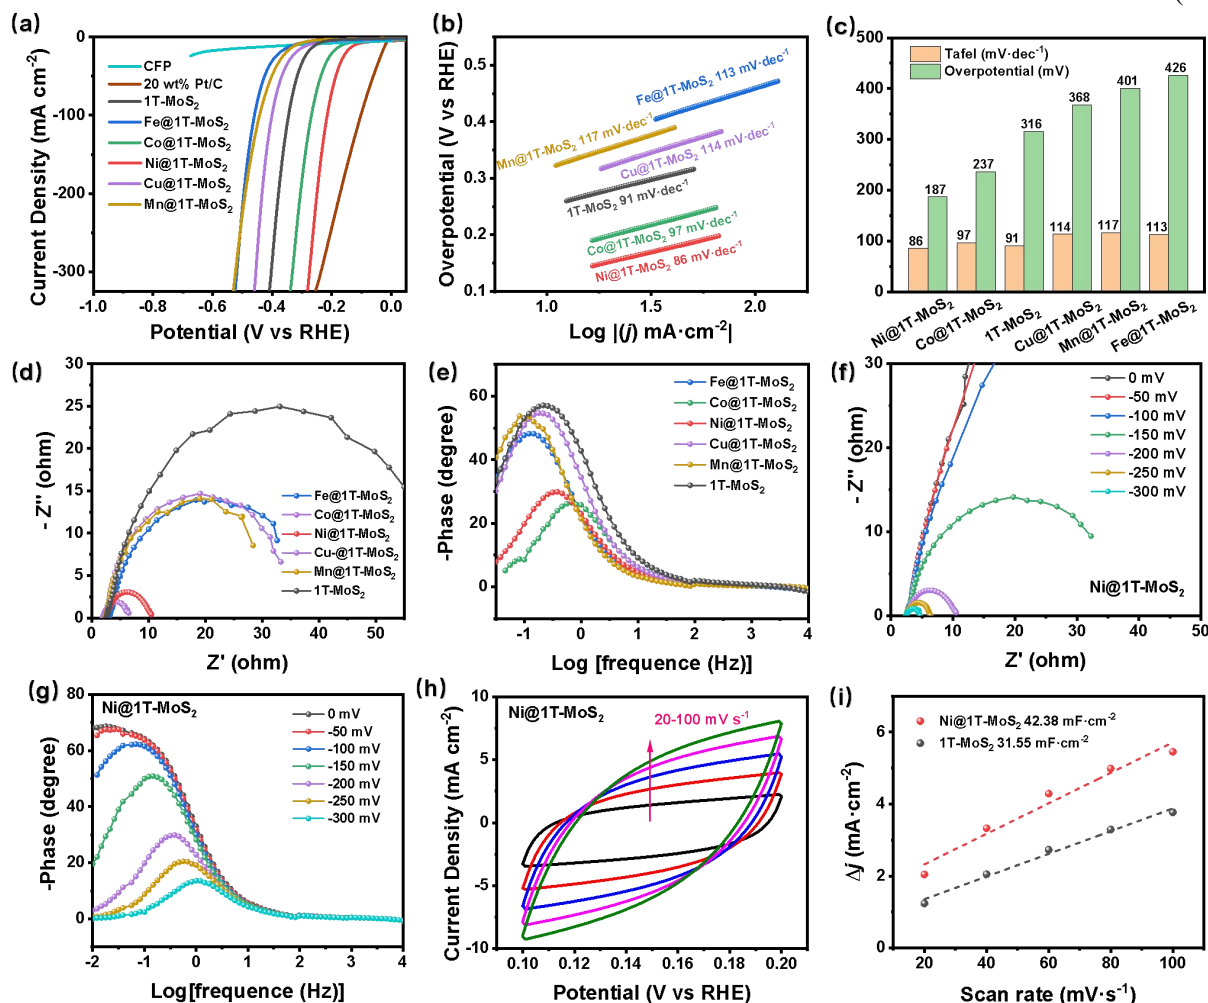 (
(a)
0
-100
-200
-300
Current Density (mA cm⁻²)
CFP
20 wt% Pt/C
1T-MoS₂
Fe@1T-MoS₂
Co@1T-MoS₂
Ni@1T-MoS₂
Cu@1T-MoS₂
Mn@1T-MoS₂
-1.0 -0.8 -0.6 -0.4 -0.2 0.0
Potential (V vs RHE)
(b)
0.5
0.4
0.3
0.2
0.1
Overpotential (V vs RHE)
Fe@1T-MoS₂ 113 mV·dec⁻¹
Mn@1T-MoS₂ 117 mV·dec⁻¹
Cu@1T-MoS₂ 114 mV·dec⁻¹
1T-MoS₂ 91 mV·dec⁻¹
Co@1T-MoS₂ 97 mV·dec⁻¹
Ni@1T-MoS₂ 86 mV·dec⁻¹
1.0 1.5 2.0
Log |(j) mA·cm⁻²|
(c)
500
400
300
200
100
0
Tafel (mV·dec⁻¹)
Overpotential (mV)
86 187 97 237 91 316 114 368 117 401 113 426
Ni@1T-MoS₂
Co@1T-MoS₂
1T-MoS₂
Cu@1T-MoS₂
Mn@1T-MoS₂
Fe@1T-MoS₂
(d)
30
25
20
15
10
5
0
- Z'' (ohm)
Fe@1T-MoS₂
Co@1T-MoS₂
Ni@1T-MoS₂
Cu-@1T-MoS₂
Mn@1T-MoS₂
1T-MoS₂
0 10 20 30 40 50
Z' (ohm)
(e)
60
40
20
0
-Phase (degree)
Fe@1T-MoS₂
Co@1T-MoS₂
Ni@1T-MoS₂
Cu@1T-MoS₂
Mn@1T-MoS₂
1T-MoS₂
-1 0 1 2 3 4
Log [frequence (Hz)]
(f)
30
20
10
0
- Z'' (ohm)
0 mV
-50 mV
-100 mV
-150 mV
-200 mV
-250 mV
-300 mV
Ni@1T-MoS₂
0 10 20 30 40 50
Z' (ohm)
(g)
80
60
40
20
0
-Phase (degree)
Ni@1T-MoS₂
0 mV
-50 mV
-100 mV
-150 mV
-200 mV
-250 mV
-300 mV
-2 -1 0 1 2 3 4
Log[frequence (Hz)]
(h)
10
5
0
-5
-10
Current Density (mA cm⁻²)
Ni@1T-MoS₂
20-100 mV s⁻¹
0.10 0.12 0.14 0.16 0.18 0.20
Potential (V vs RHE)
(i)
6
4
2
0
Δj (mA·cm⁻²)
Ni@1T-MoS₂ 42.38 mF·cm⁻²
1T-MoS₂ 31.55 mF·cm⁻²
20 40 60 80 100
Scan rate (mV·s⁻¹)